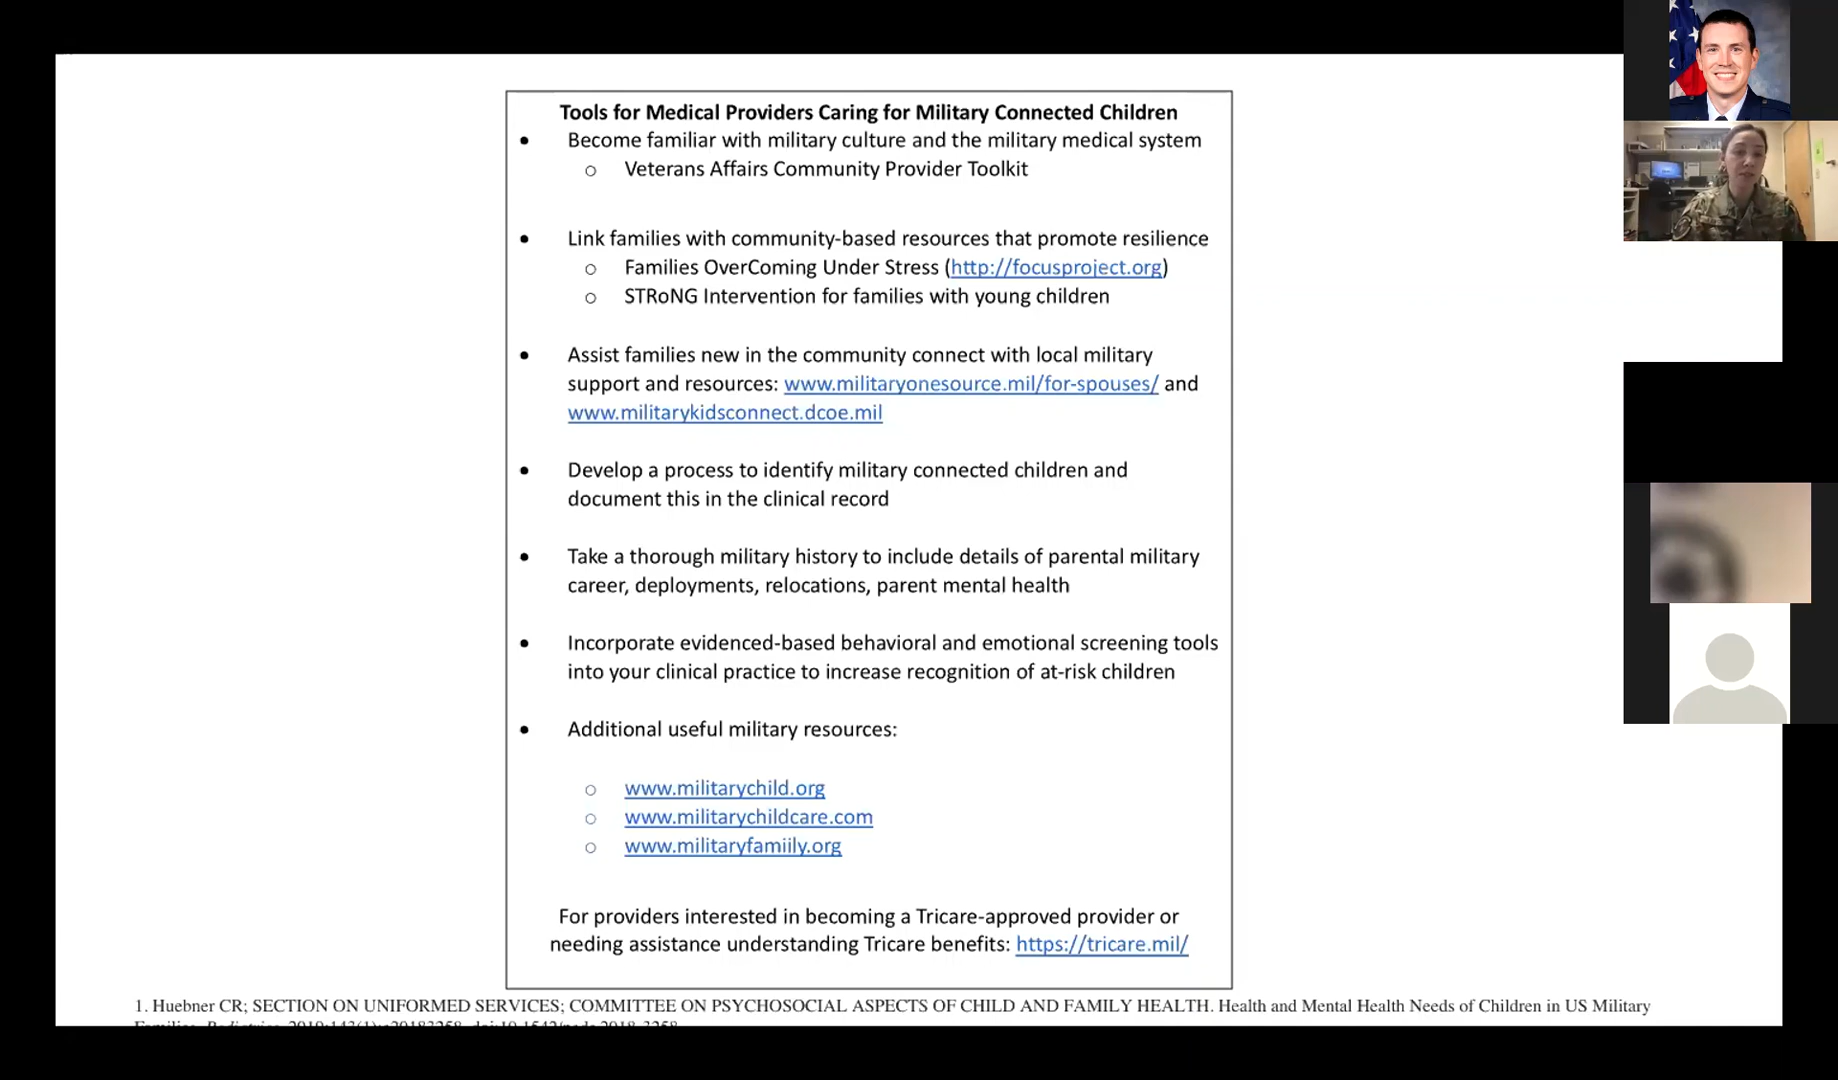 Tools for Medical Providers Caring for Military Connected Children
• Become familiar with military culture and the military medical system
o Veterans Affairs Community Provider Toolkit
• Link families with community-based resources that promote resilience
o Families OverComing Under Stress (http://focusproject.org)
o STRoNG Intervention for families with young children
• Assist families new in the community connect with local military
support and resources: www.militaryonesource.mil/for-spouses/ and
www.militarykidsconnect.dcoe.mil
• Develop a process to identify military connected children and
document this in the clinical record
• Take a thorough military history to include details of parental military
career, deployments, relocations, parent mental health
• Incorporate evidenced-based behavioral and emotional screening tools
into your clinical practice to increase recognition of at-risk children
• Additional useful military resources:
o www.militarychild.org
o www.militarychildcare.com
o www.militaryfamiily.org
For providers interested in becoming a Tricare-approved provider or
needing assistance understanding Tricare benefits: https://tricare.mil/
1. Huebner CR; SECTION ON UNIFORMED SERVICES; COMMITTEE ON PSYCHOSOCIAL ASPECTS OF CHILD AND FAMILY HEALTH. Health and Mental Health Needs of Children in US Military